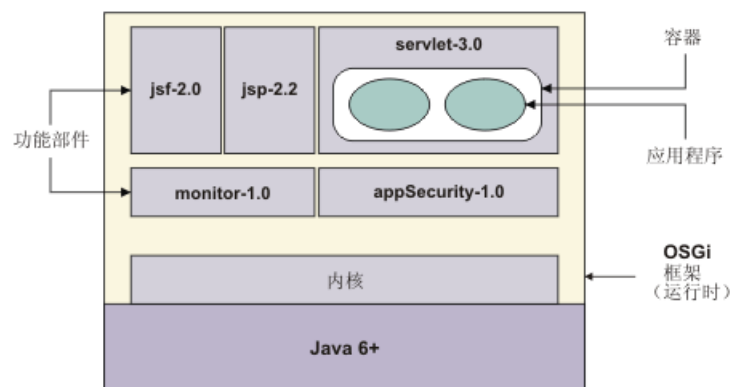 servlet-3.0
容器
jsf-2.0
jsp-2.2
功能部件
应用程序
monitor-1.0
appSecurity-1.0
OSGi
框架
（运行时）
内核
Java 6+